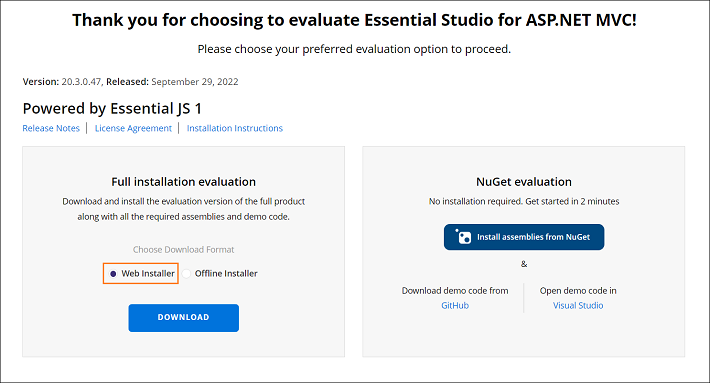 Thank you for choosing to evaluate Essential Studio for ASP.NET MVC!
Please choose your preferred evaluation option to proceed.
Version: 20.3.0.47, Released: September 29, 2022
Powered by Essential JS 1
Release Notes | License Agreement | Installation Instructions
Full installation evaluation
Download and install the evaluation version of the full product
along with all the required assemblies and demo code.
Choose Download Format
Web Installer Offline Installer
DOWNLOAD
NuGet evaluation
No installation required. Get started in 2 minutes
Install assemblies from NuGet
&
Download demo code from
GitHub
Open demo code in
Visual Studio